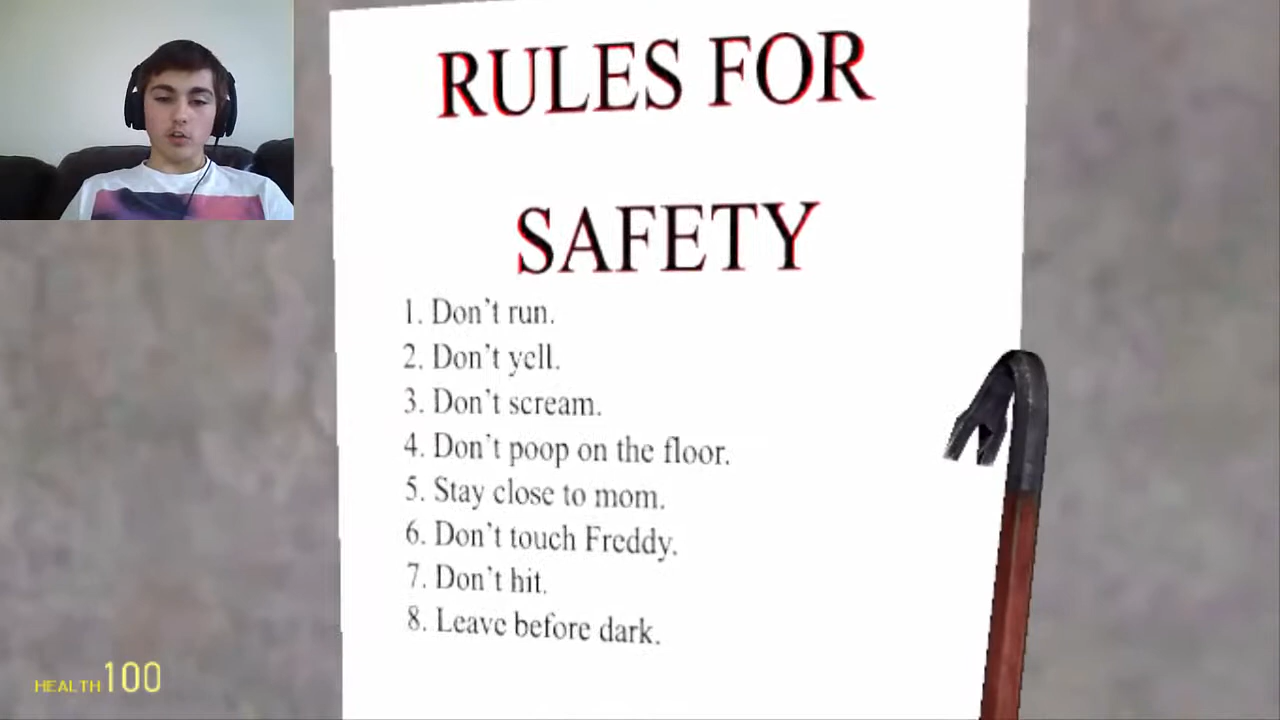 RULES FOR
SAFETY
1. Don't run.
2. Don't yell.
3. Don't scream.
4. Don't poop on the floor.
5. Stay close to mom.
6. Don't touch Freddy.
7. Don't hit.
8. Leave before dark.
HEALTH 100